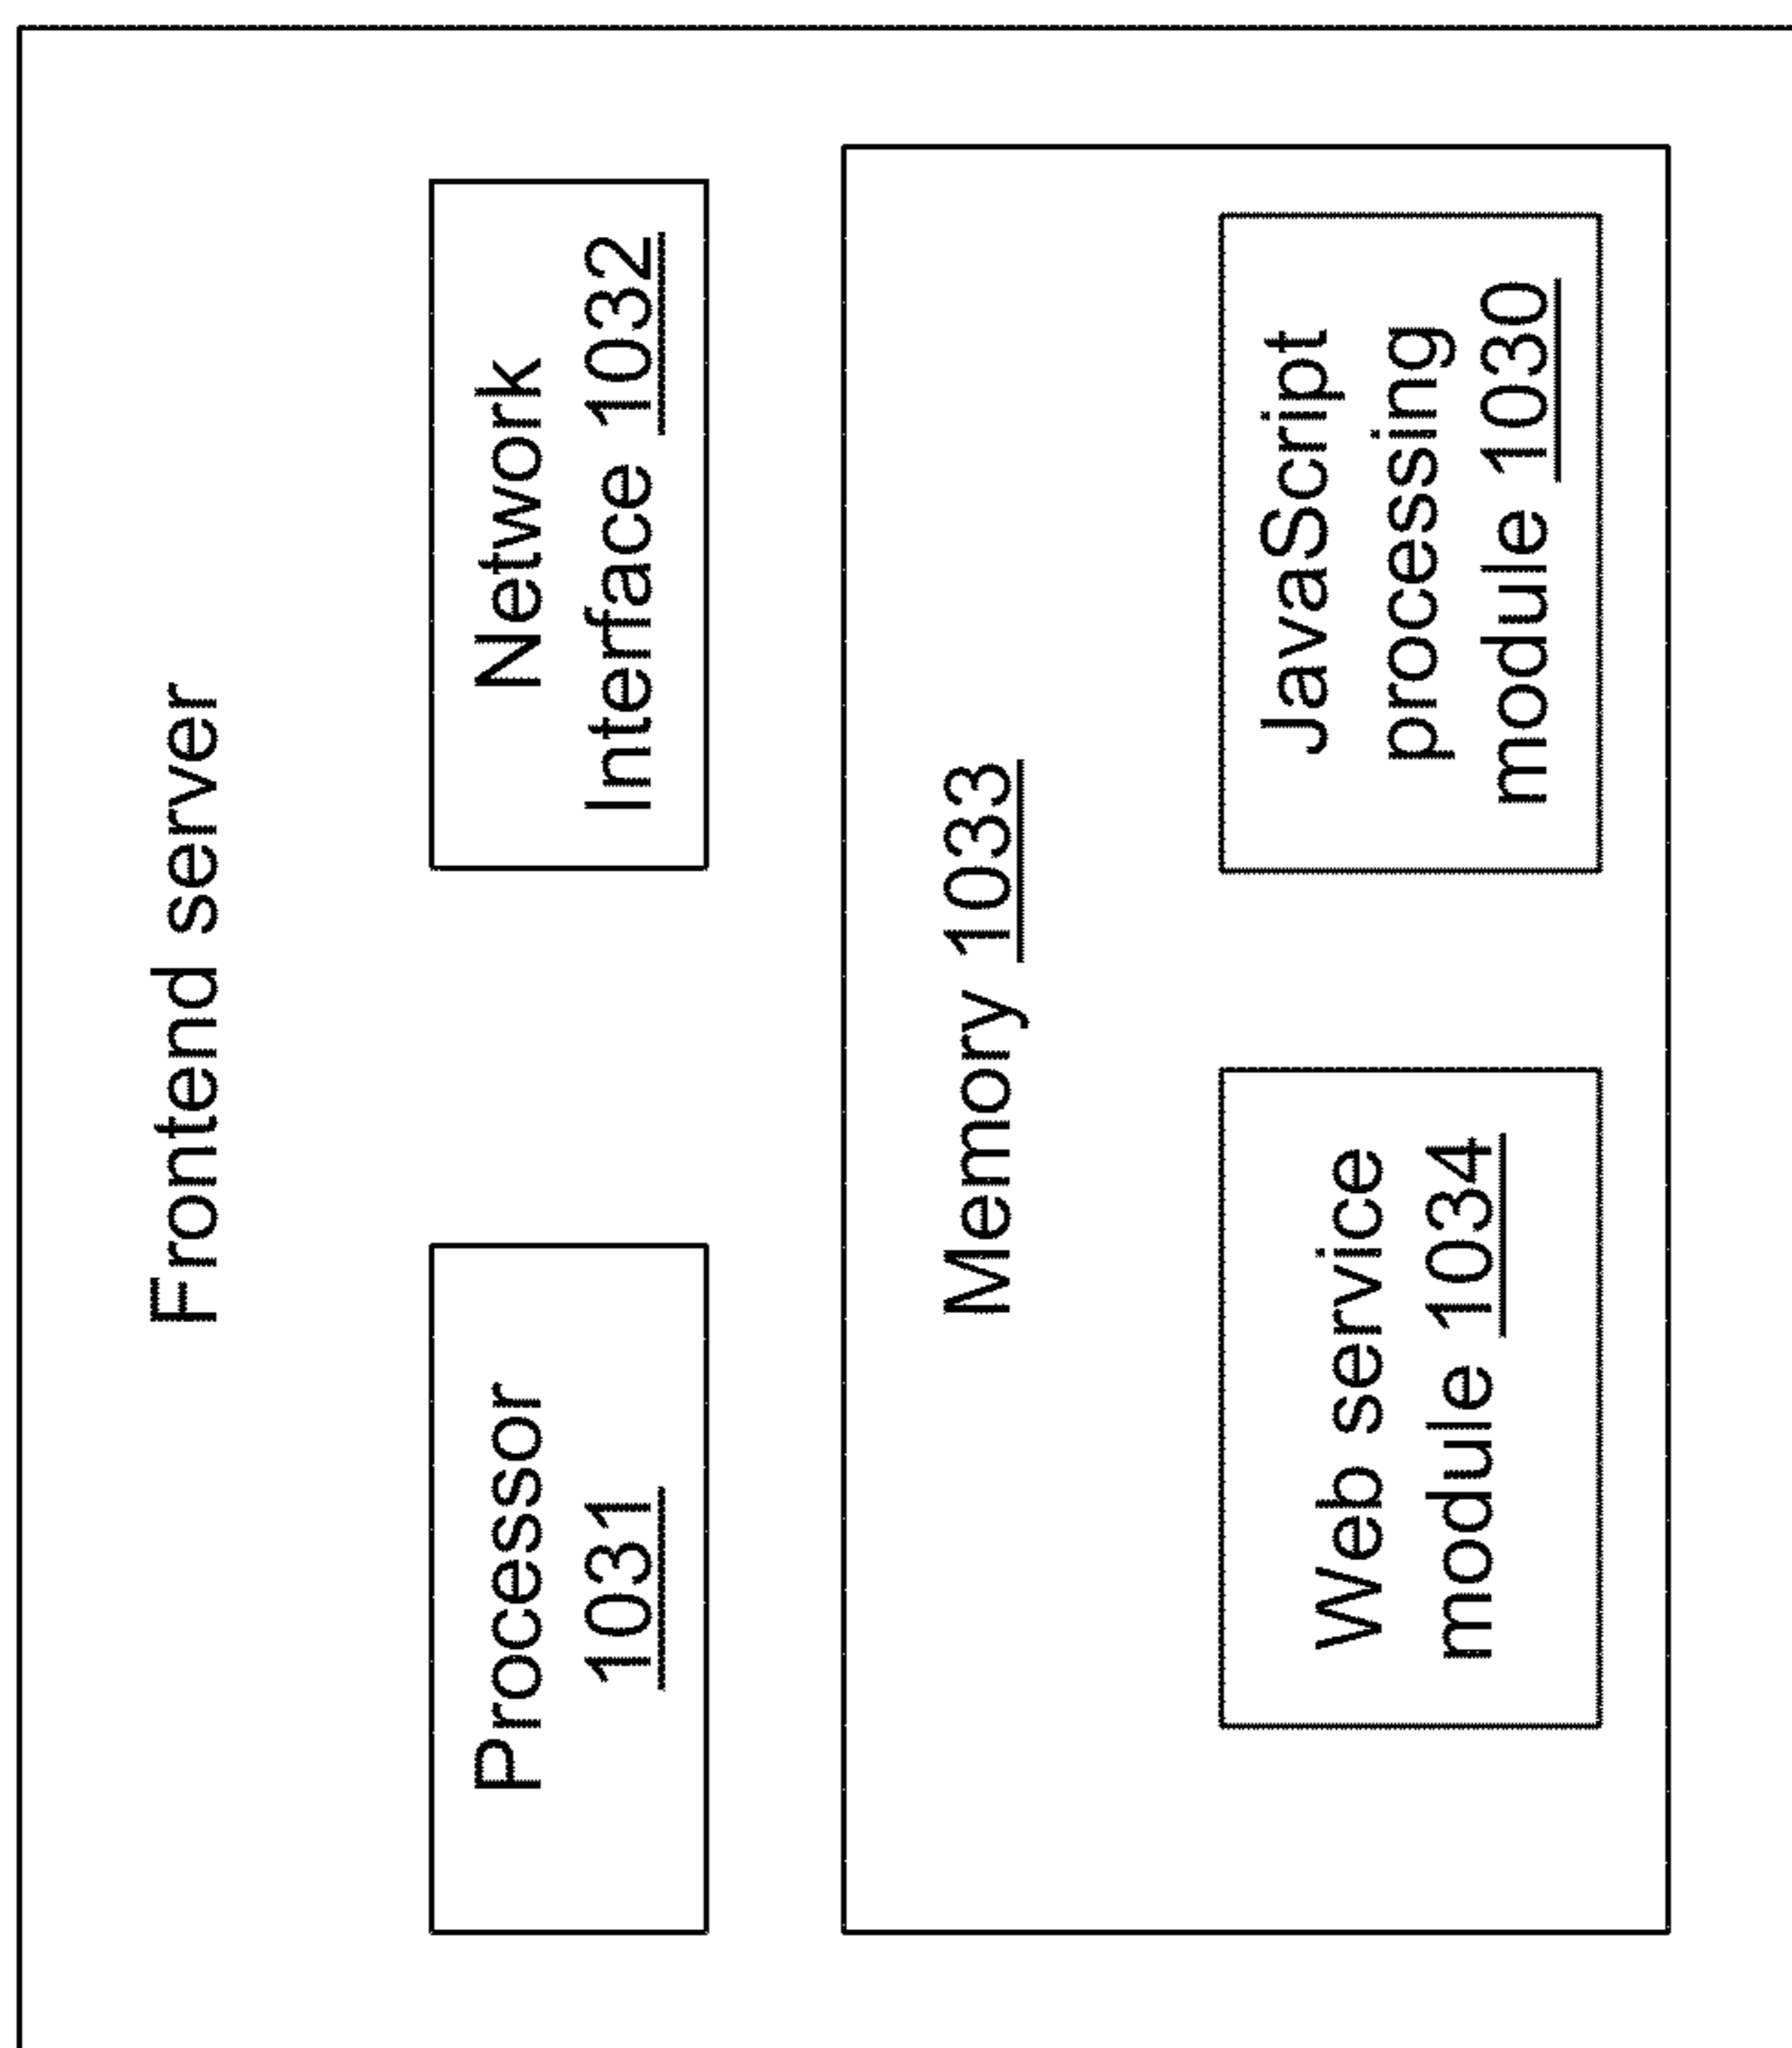 Frontend server
Processor
1031
Network
Interface 1032
Memory 1033
Web service
module 1034
JavaScript
processing
module 1030